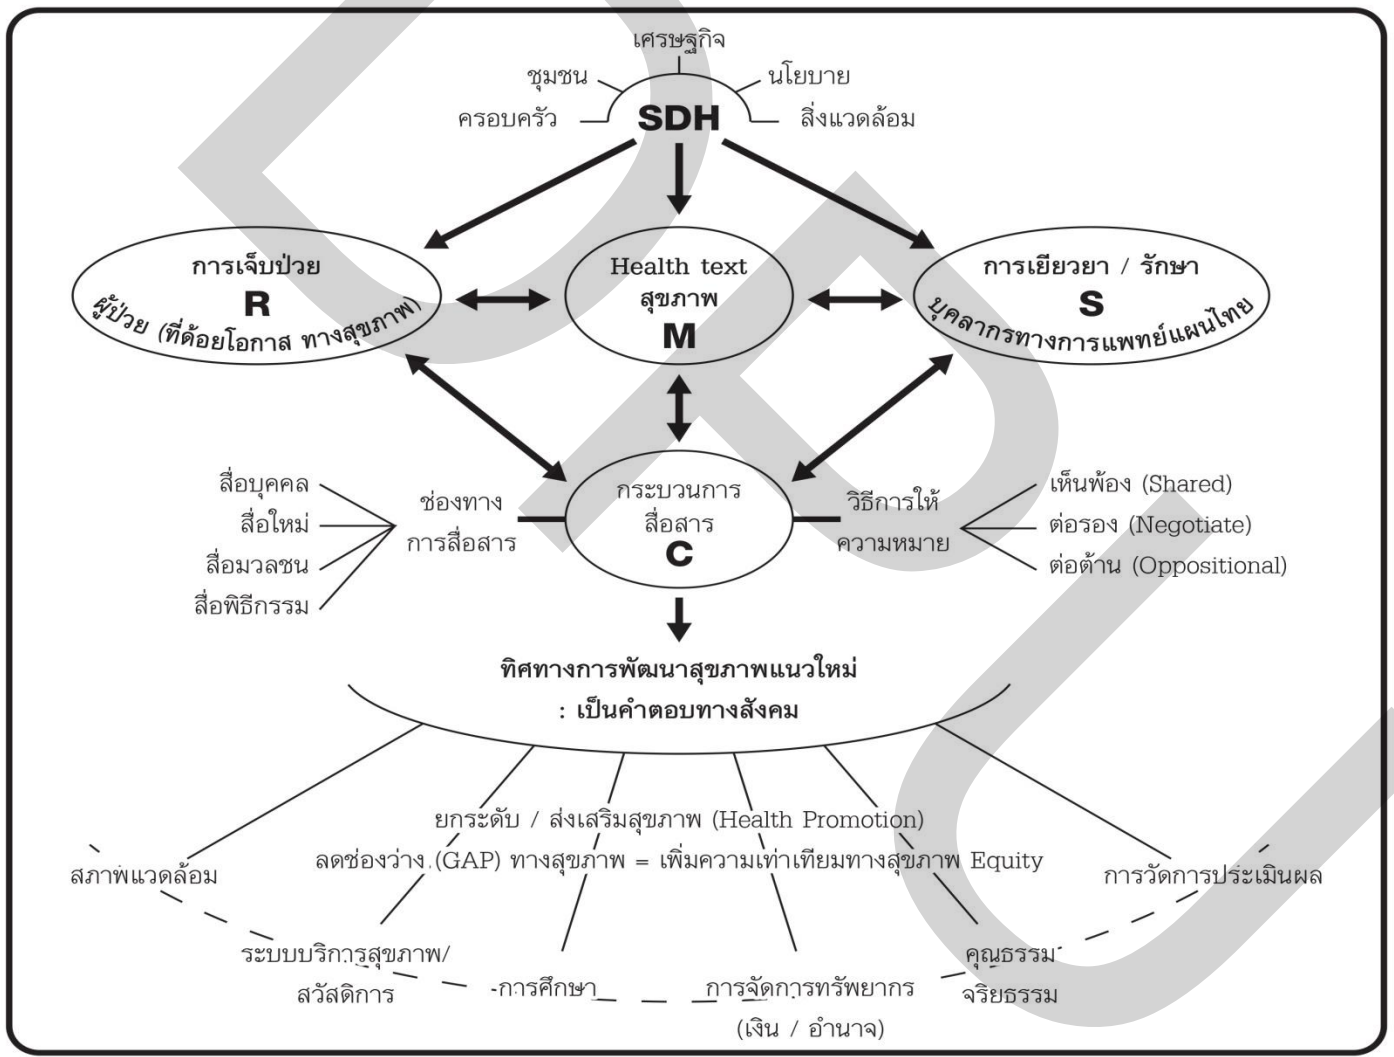 เศรษฐกิจ
ชุมชน
นโยบาย
ครอบครัว
SDH
สิ่งแวดล้อม
การเจ็บป่วย
R
ผู้ป่วย (ที่ด้อยโอกาส ทางสุขภาพ)
Health text
สุขภาพ
M
การเยียวยา / รักษา
S
บุคลากรทางการแพทย์แผนไทย
สื่อบุคคล
สื่อใหม่
สื่อมวลชน
สื่อพิธีกรรม
ช่องทาง
การสื่อสาร
กระบวนการ
สื่อสาร
C
วิธีการให้
ความหมาย
เห็นพ้อง (Shared)
ต่อรอง (Negotiate)
ต่อต้าน (Oppositional)
ทิศทางการพัฒนาสุขภาพแนวใหม่
: เป็นคำตอบทางสังคม
ยกระดับ / ส่งเสริมสุขภาพ (Health Promotion)
ลดช่องว่าง (GAP) ทางสุขภาพ = เพิ่มความเท่าเทียมทางสุขภาพ Equity
สภาพแวดล้อม
การวัดการประเมินผล
ระบบบริการสุขภาพ/
สวัสดิการ
การศึกษา
การจัดการทรัพยากร
(เงิน / อำนาจ)
คุณธรรม
จริยธรรม
DPU